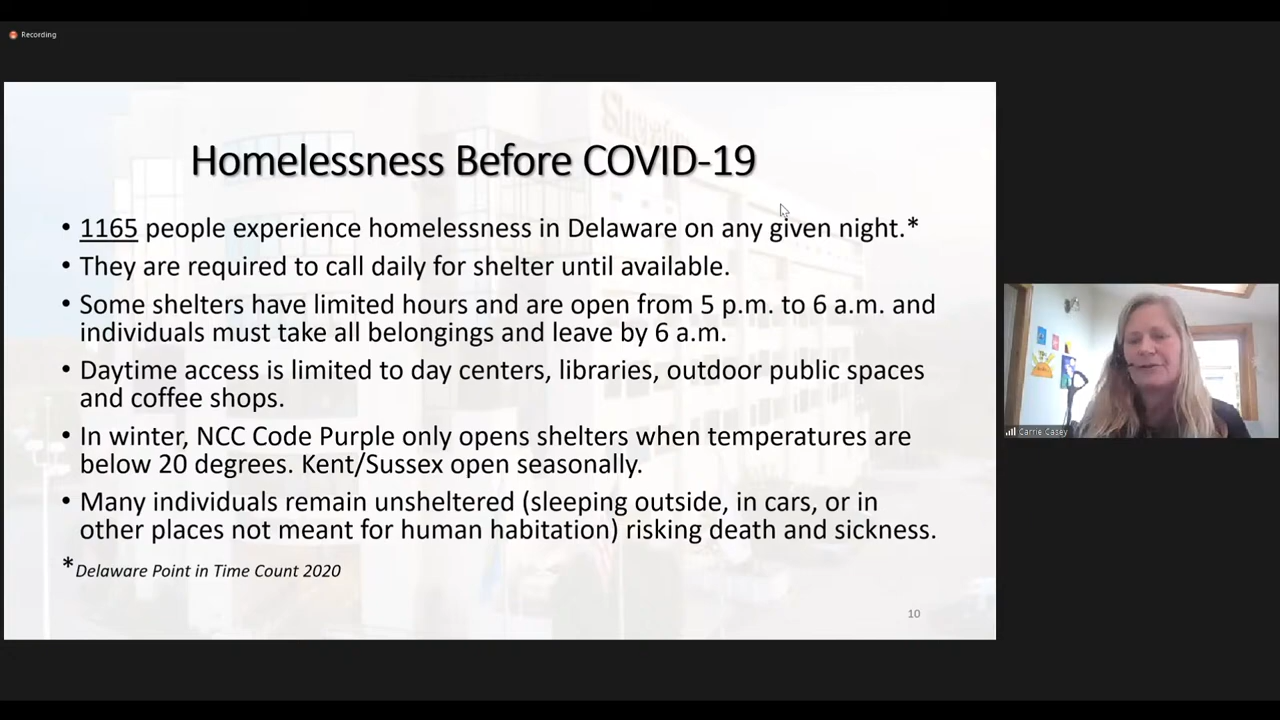 Recording
Homelessness Before COVID-19
• 1165 people experience homelessness in Delaware on any given night.*
• They are required to call daily for shelter until available.
• Some shelters have limited hours and are open from 5 p.m. to 6 a.m. and
individuals must take all belongings and leave by 6 a.m.
• Daytime access is limited to day centers, libraries, outdoor public spaces
and coffee shops.
• In winter, NCC Code Purple only opens shelters when temperatures are
below 20 degrees. Kent/Sussex open seasonally.
• Many individuals remain unsheltered (sleeping outside, in cars, or in
other places not meant for human habitation) risking death and sickness.
*Delaware Point in Time Count 2020
10
Carrie Casey